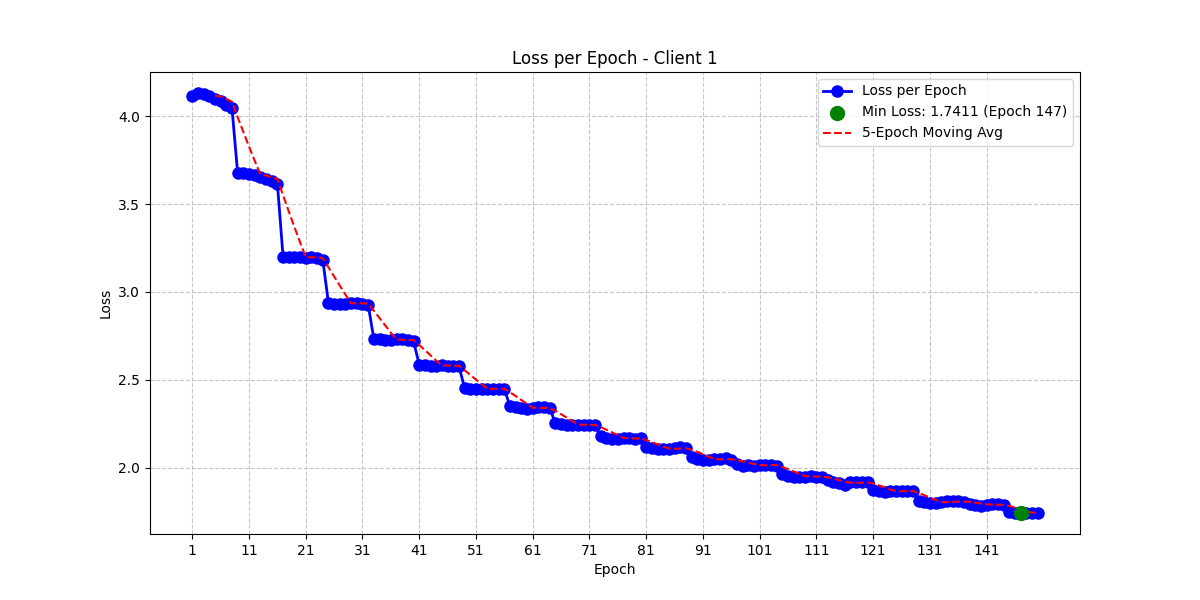 Loss per Epoch - Client 1
Loss per Epoch
Min Loss: 1.7411 (Epoch 147)
5-Epoch Moving Avg
Loss
4.0
3.5
3.0
2.5
2.0
1 11 21 31 41 51 61 71 81 91 101 111 121 131 141
Epoch